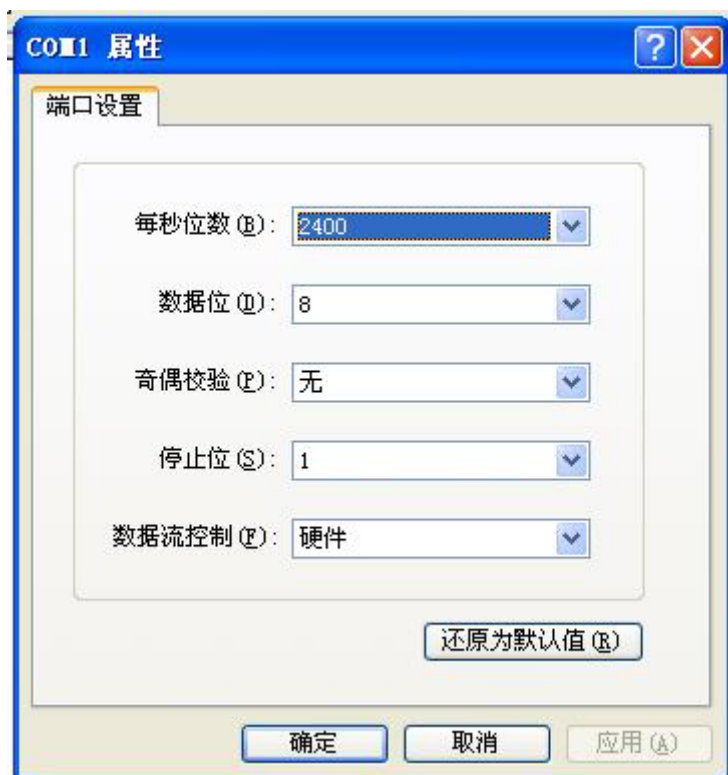 COM1 属性
端口设置
每秒位数(B): 2400
数据位(D): 8
奇偶校验(P): 无
停止位(S): 1
数据流控制(F): 硬件
还原为默认值(R)
确定 取消 应用(A)